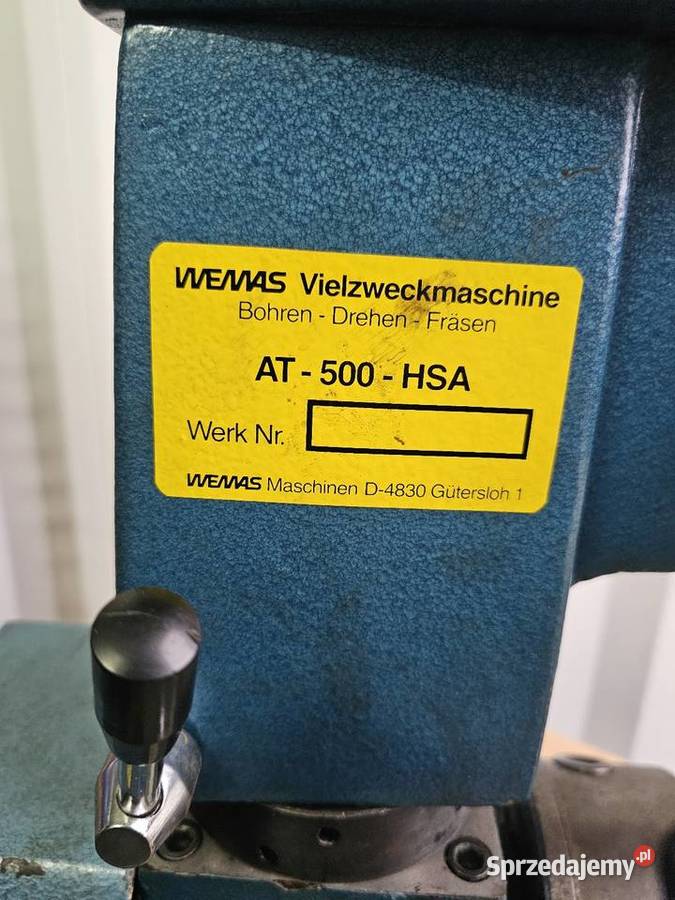 WEMAS Vielzweckmaschine
Bohren - Drehen - Fräsen
AT - 500 - HSA
Werk Nr.
WEMAS Maschinen D-4830 Gütersloh 1
Sprzedajemy.pl